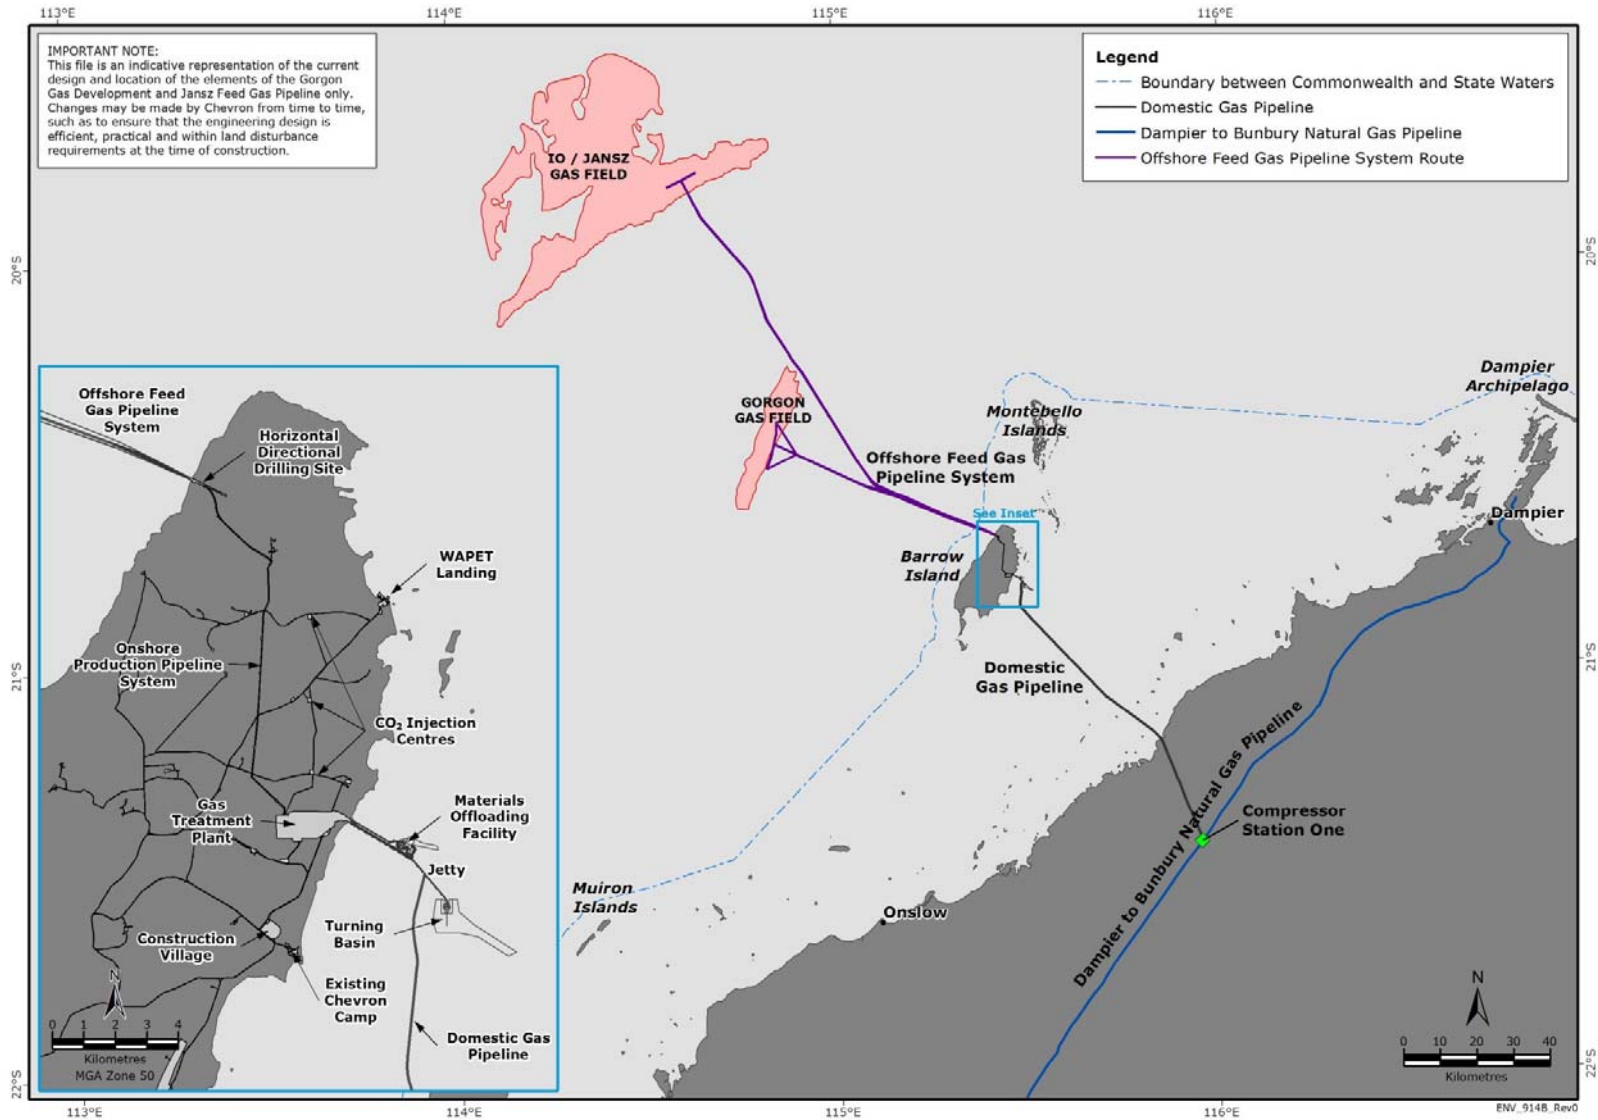 113°E
114°E
115°E
116°E
IMPORTANT NOTE:
This file is an indicative representation of the current
design and location of the elements of the Gorgon
Gas Development and Jansz Feed Gas Pipeline only.
Changes may be made by Chevron from time to time,
such as to ensure that the engineering design is
efficient, practical and within land disturbance
requirements at the time of construction.
Legend
Boundary between Commonwealth and State Waters
Domestic Gas Pipeline
Dampier to Bunbury Natural Gas Pipeline
Offshore Feed Gas Pipeline System Route
IO / JANSZ
GAS FIELD
20°S
20°S
GORGON
GAS FIELD
Dampier
Archipelago
Montebello
Islands
Offshore Feed Gas
Pipeline System
See Inset
Dampier
Barrow
Island
Domestic
Gas Pipeline
21°S
21°S
Dampier to Bunbury Natural Gas Pipeline
Compressor
Station One
Muiron
Islands
Onslow
Offshore Feed
Gas Pipeline
System
Horizontal
Directional
Drilling Site
WAPET
Landing
Onshore
Production Pipeline
System
CO₂ Injection
Centres
Gas
Treatment
Plant
Materials
Offloading
Facility
Jetty
Turning
Basin
Construction
Village
Existing
Chevron
Camp
Domestic Gas
Pipeline
N
0 1 2 3 4
Kilometres
MGA Zone 50
N
0 10 20 30 40
Kilometres
22°S
22°S
113°E
114°E
115°E
116°E
ENV_914B_Rev0